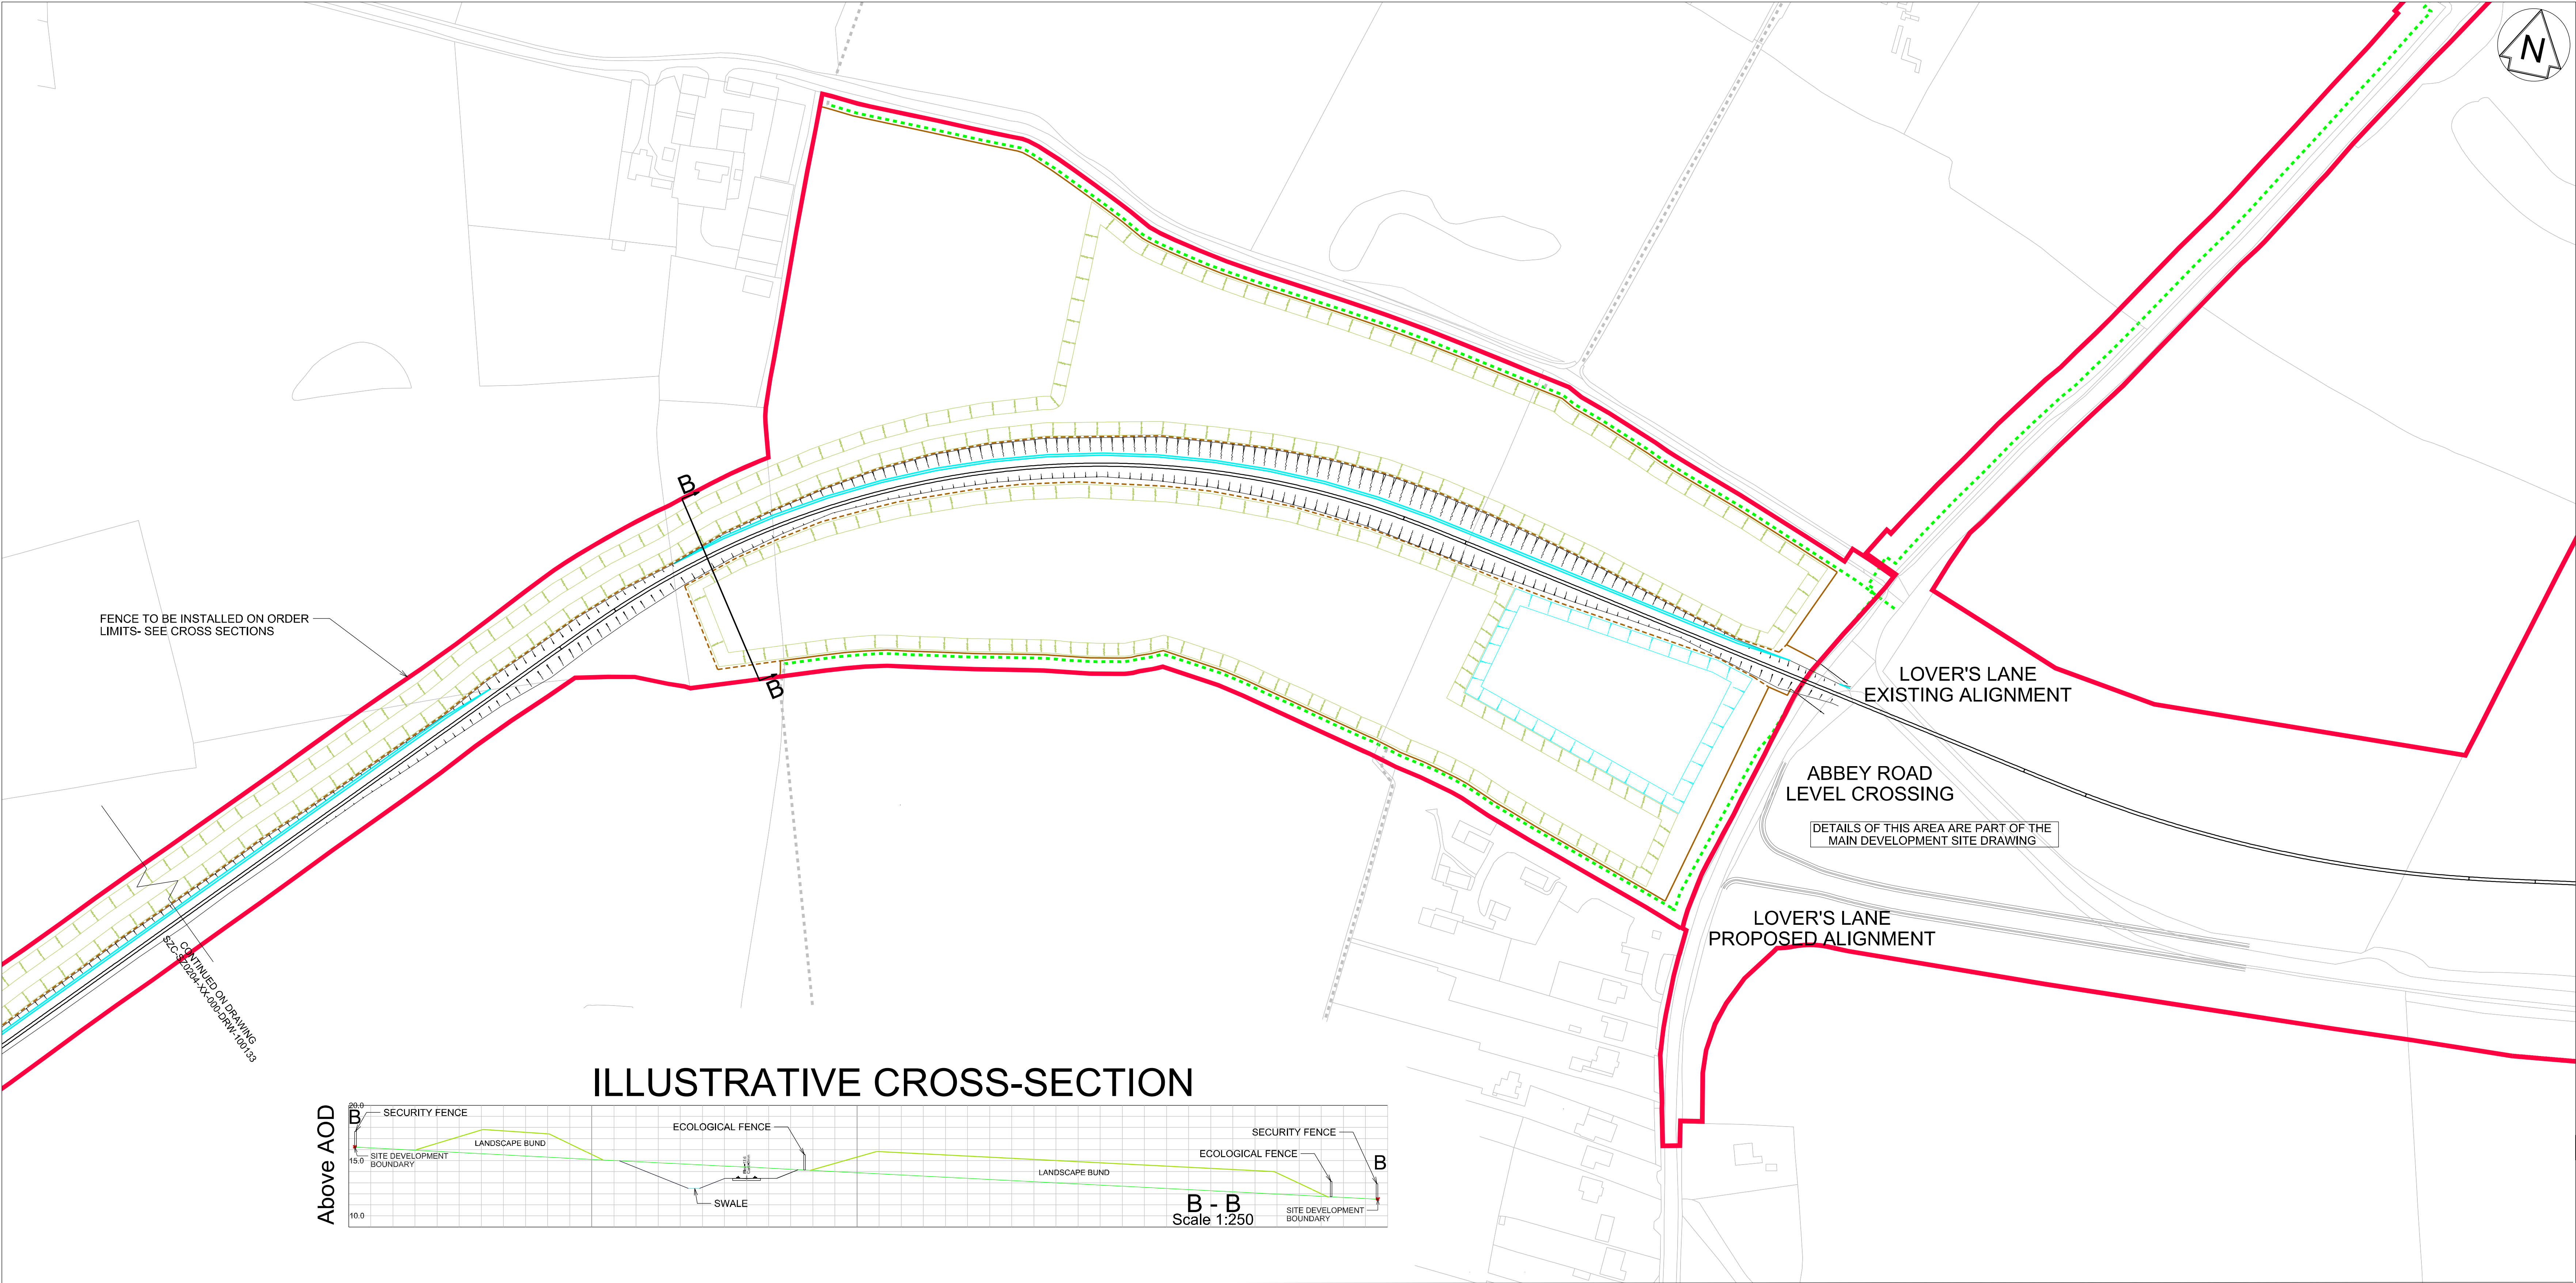 N
B
FENCE TO BE INSTALLED ON ORDER
LIMITS- SEE CROSS SECTIONS
B
LOVER'S LANE
EXISTING ALIGNMENT
ABBEY ROAD
LEVEL CROSSING
DETAILS OF THIS AREA ARE PART OF THE
MAIN DEVELOPMENT SITE DRAWING
LOVER'S LANE
PROPOSED ALIGNMENT
CONTINUED ON DRAWING
SZC-SZ0204-XX-000-DRW-100133
ILLUSTRATIVE CROSS-SECTION
Above AOD
20.0
15.0
10.0
B
SECURITY FENCE
LANDSCAPE BUND
SITE DEVELOPMENT
BOUNDARY
ECOLOGICAL FENCE
SWALE
SECURITY FENCE
ECOLOGICAL FENCE
B
LANDSCAPE BUND
B - B
Scale 1:250
SITE DEVELOPMENT
BOUNDARY